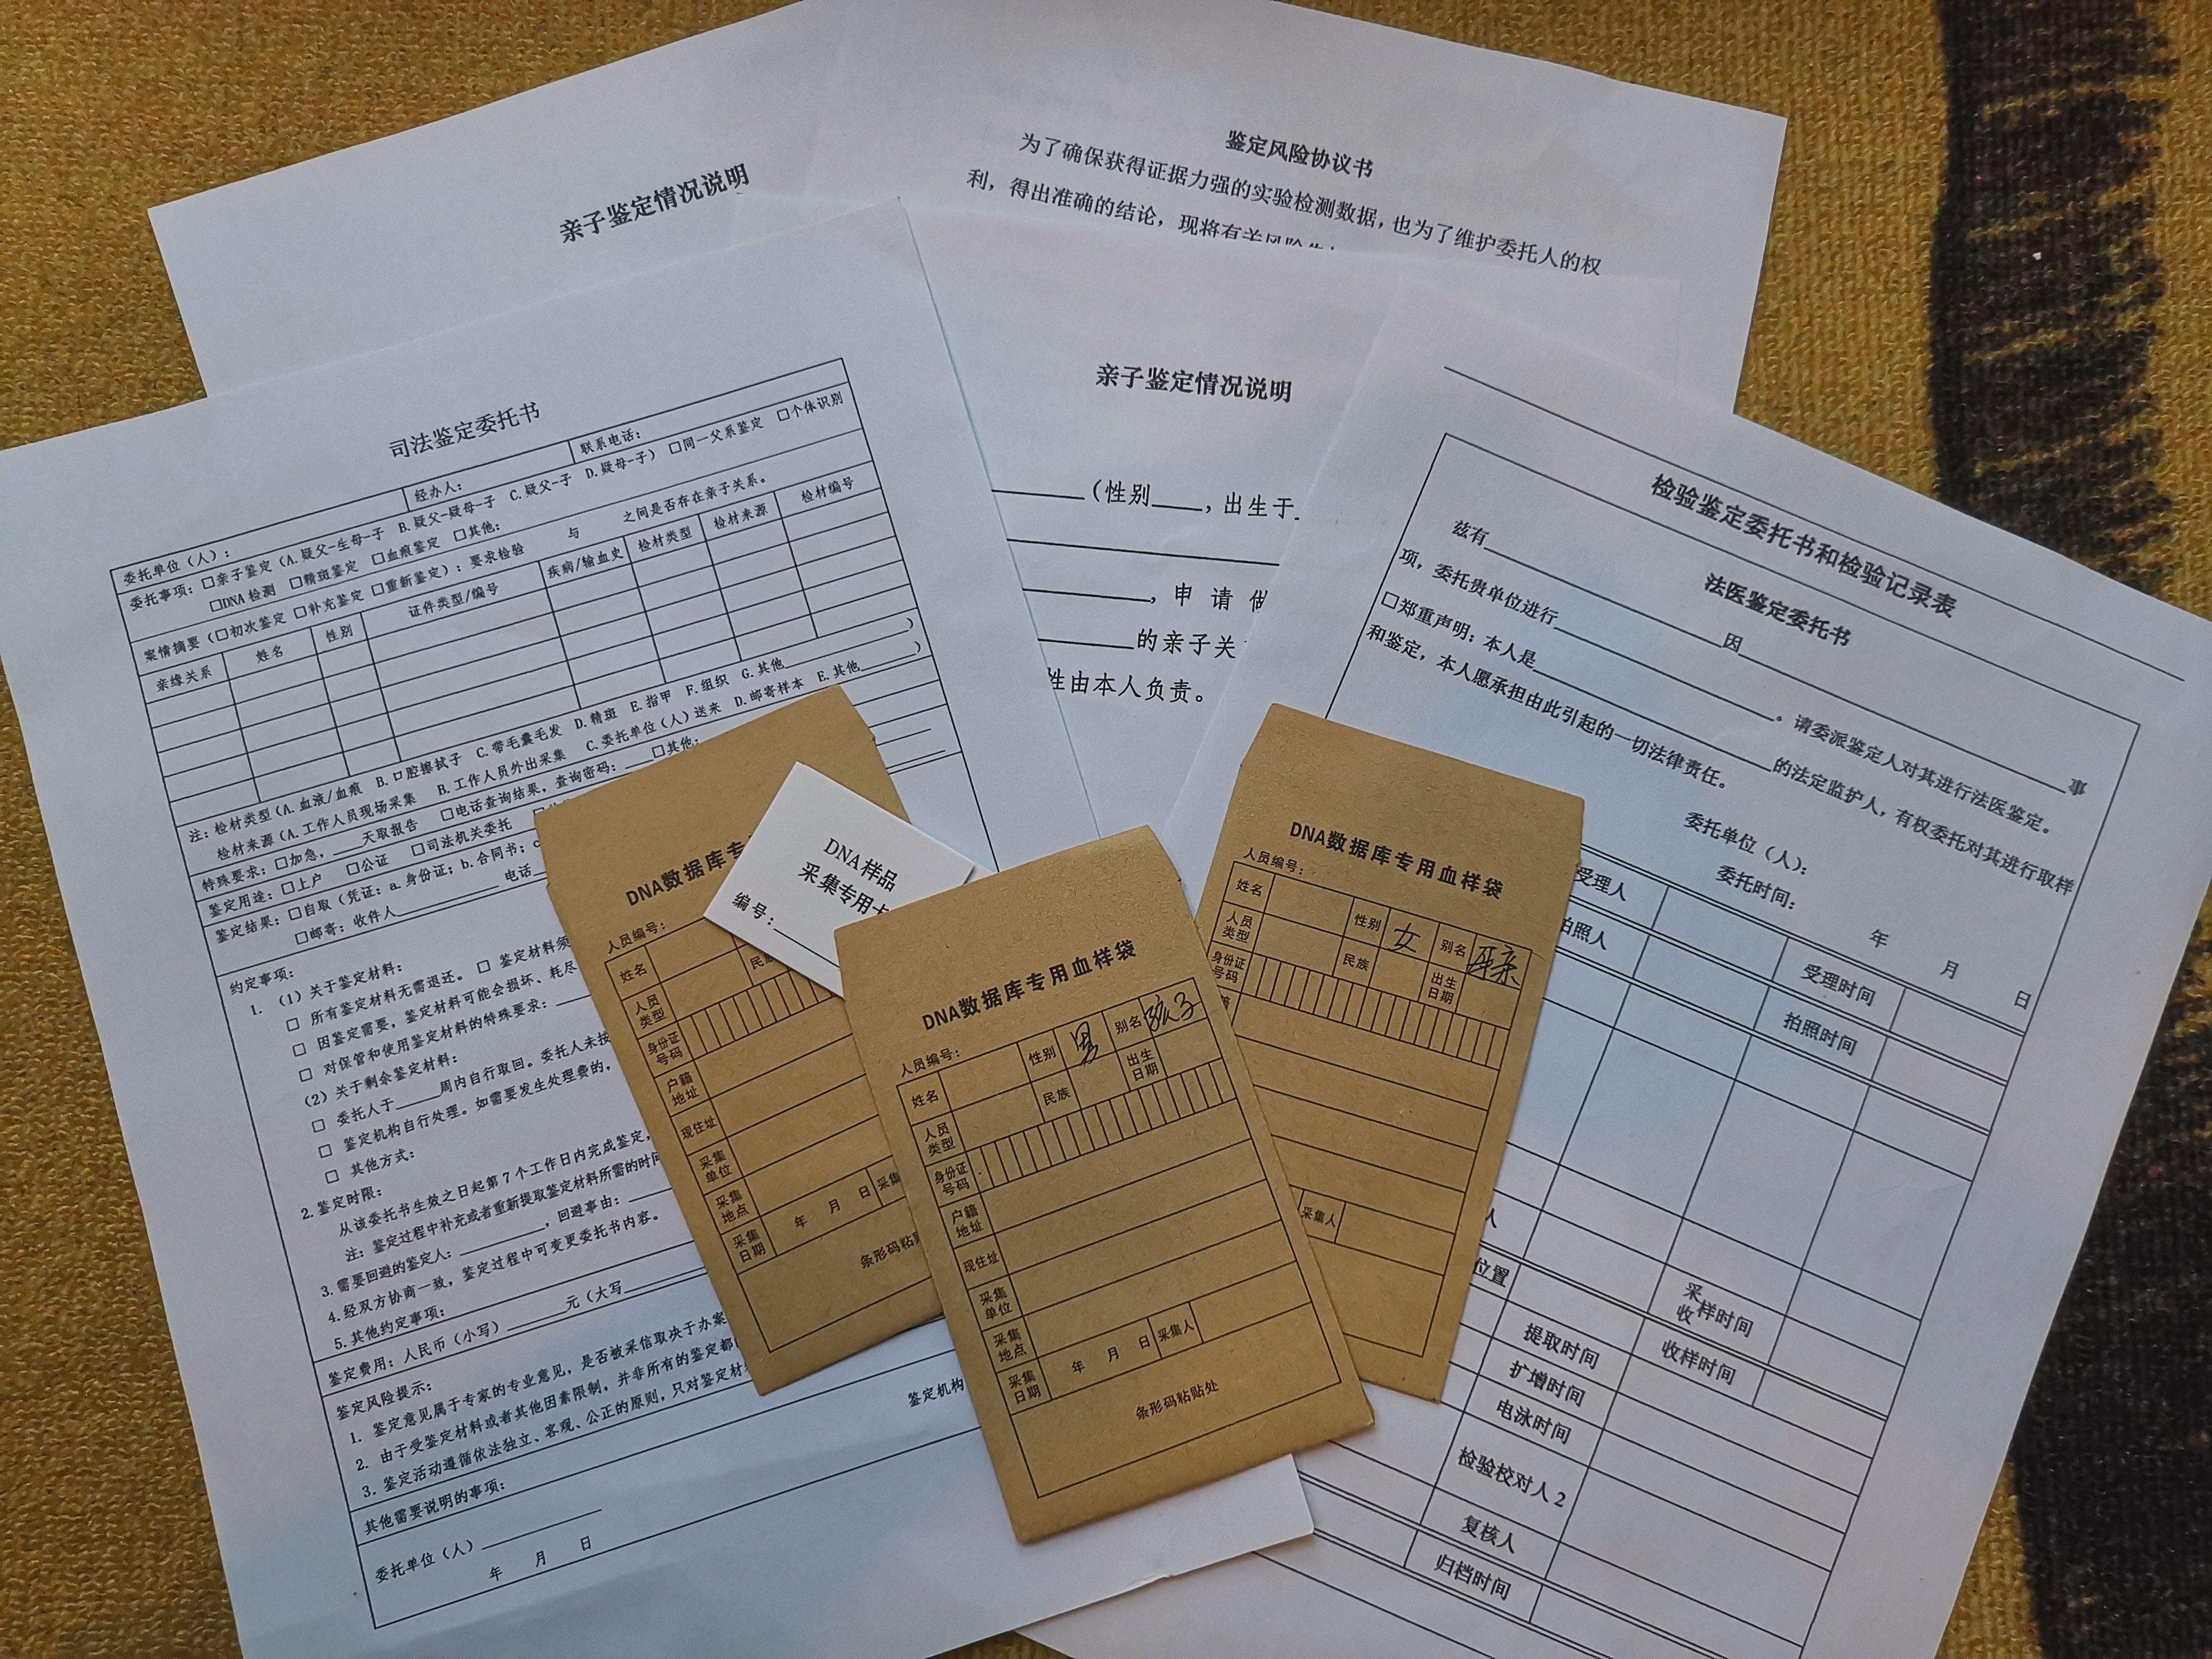 亲子鉴定情况说明
鉴定风险协议书
为了确保获得证据力强的实验检测数据，也为了维护委托人的权
利，得出准确的结论，现将有关风险
亲子鉴定情况说明
（性别 ，出生于
，申 请 做
的亲子关
性由本人负责。
司法鉴定委托书
委托单位（人）： 经办人： 联系电话：
委托事项：□亲子鉴定（A.疑父-生母-子 B.疑父-疑母-子 C.疑父-子 D.疑母-子） □同一父系鉴定 □个体识别
□DNA检测 □精斑鉴定 □血痕鉴定 □其他：
案情摘要（□初次鉴定 □补充鉴定 □重新鉴定）：要求检验 与 之间是否存在亲子关系。
亲缘关系 姓名 性别 证件类型/编号 疾病/输血史 检材类型 检材来源 检材编号
注：检材类型（A.血液/血痕 B.口腔擦拭子 C.带毛囊毛发 D.精斑 E.指甲 F.组织 G.其他 ）
检材来源（A.工作人员现场采集 B.工作人员外出采集 C.委托单位（人）送来 D.邮寄样本 E.其他 ）
特殊要求：□加急， 天取报告 □电话查询结果，查询密码： □其他：
鉴定用途：□上户 □公证 □司法机关委托
鉴定结果：□自取（凭证：a.身份证；b.合同书；c
□邮寄：收件人 电话
约定事项：
1. （1）关于鉴定材料：
□ 所有鉴定材料无需退还。 □ 鉴定材料须
□ 因鉴定需要，鉴定材料可能会损坏、耗尽
□ 对保管和使用鉴定材料的特殊要求：
（2）关于剩余鉴定材料：
□ 委托人于 周内自行取回。委托人未按
□ 鉴定机构自行处理。如需要发生处理费的，
□ 其他方式：
2.鉴定时限：
从该委托书生效之日起第7个工作日内完成鉴定，
注：鉴定过程中补充或者重新提取鉴定材料所需的时间
3.需要回避的鉴定人： ，回避事由：
4.经双方协商一致，鉴定过程中可变更委托书内容。
5.其他约定事项：
鉴定费用：人民币（小写） 元（大写
鉴定风险提示：
1. 鉴定意见属于专家的专业意见，是否被采信取决于办案
2. 由于受鉴定材料或者其他因素限制，并非所有的鉴定都
3. 鉴定活动遵循依法独立、客观、公正的原则，只对鉴定材
其他需要说明的事项：
委托单位（人）
鉴定机构
年 月 日
检验鉴定委托书和检验记录表
法医鉴定委托书
兹有 因 事
项，委托贵单位进行 。请委派鉴定人对其进行法医鉴定。
□郑重声明：本人是 的法定监护人，有权委托对其进行取样
和鉴定，本人愿承担由此引起的一切法律责任。
委托单位（人）：
委托时间：
年 月 日
受理人 受理时间
拍照人 拍照时间
位置 采样时间
收
提取时间 收样时间
扩增时间
电泳时间
检验校对人2
复核人
归档时间
DNA数据库专
人员编号：
姓名 民族
人员类型
身份证号码
户籍地址
现住址
采集单位
采集地点
采集日期 年 月 日 采集
条形码粘贴
DNA样品
采集专用卡
编号：
DNA数据库专用血样袋
人员编号：
姓名 性别 男 别名 孩子
人员类型 民族 出生日期
身份证号码
户籍地址
现住址
采集单位
采集地点
采集日期 年 月 日 采集人
条形码粘贴处
DNA数据库专用血样袋
人员编号：
姓名 性别 女 别名
人员类型 民族 出生日期
身份证号码
采集人